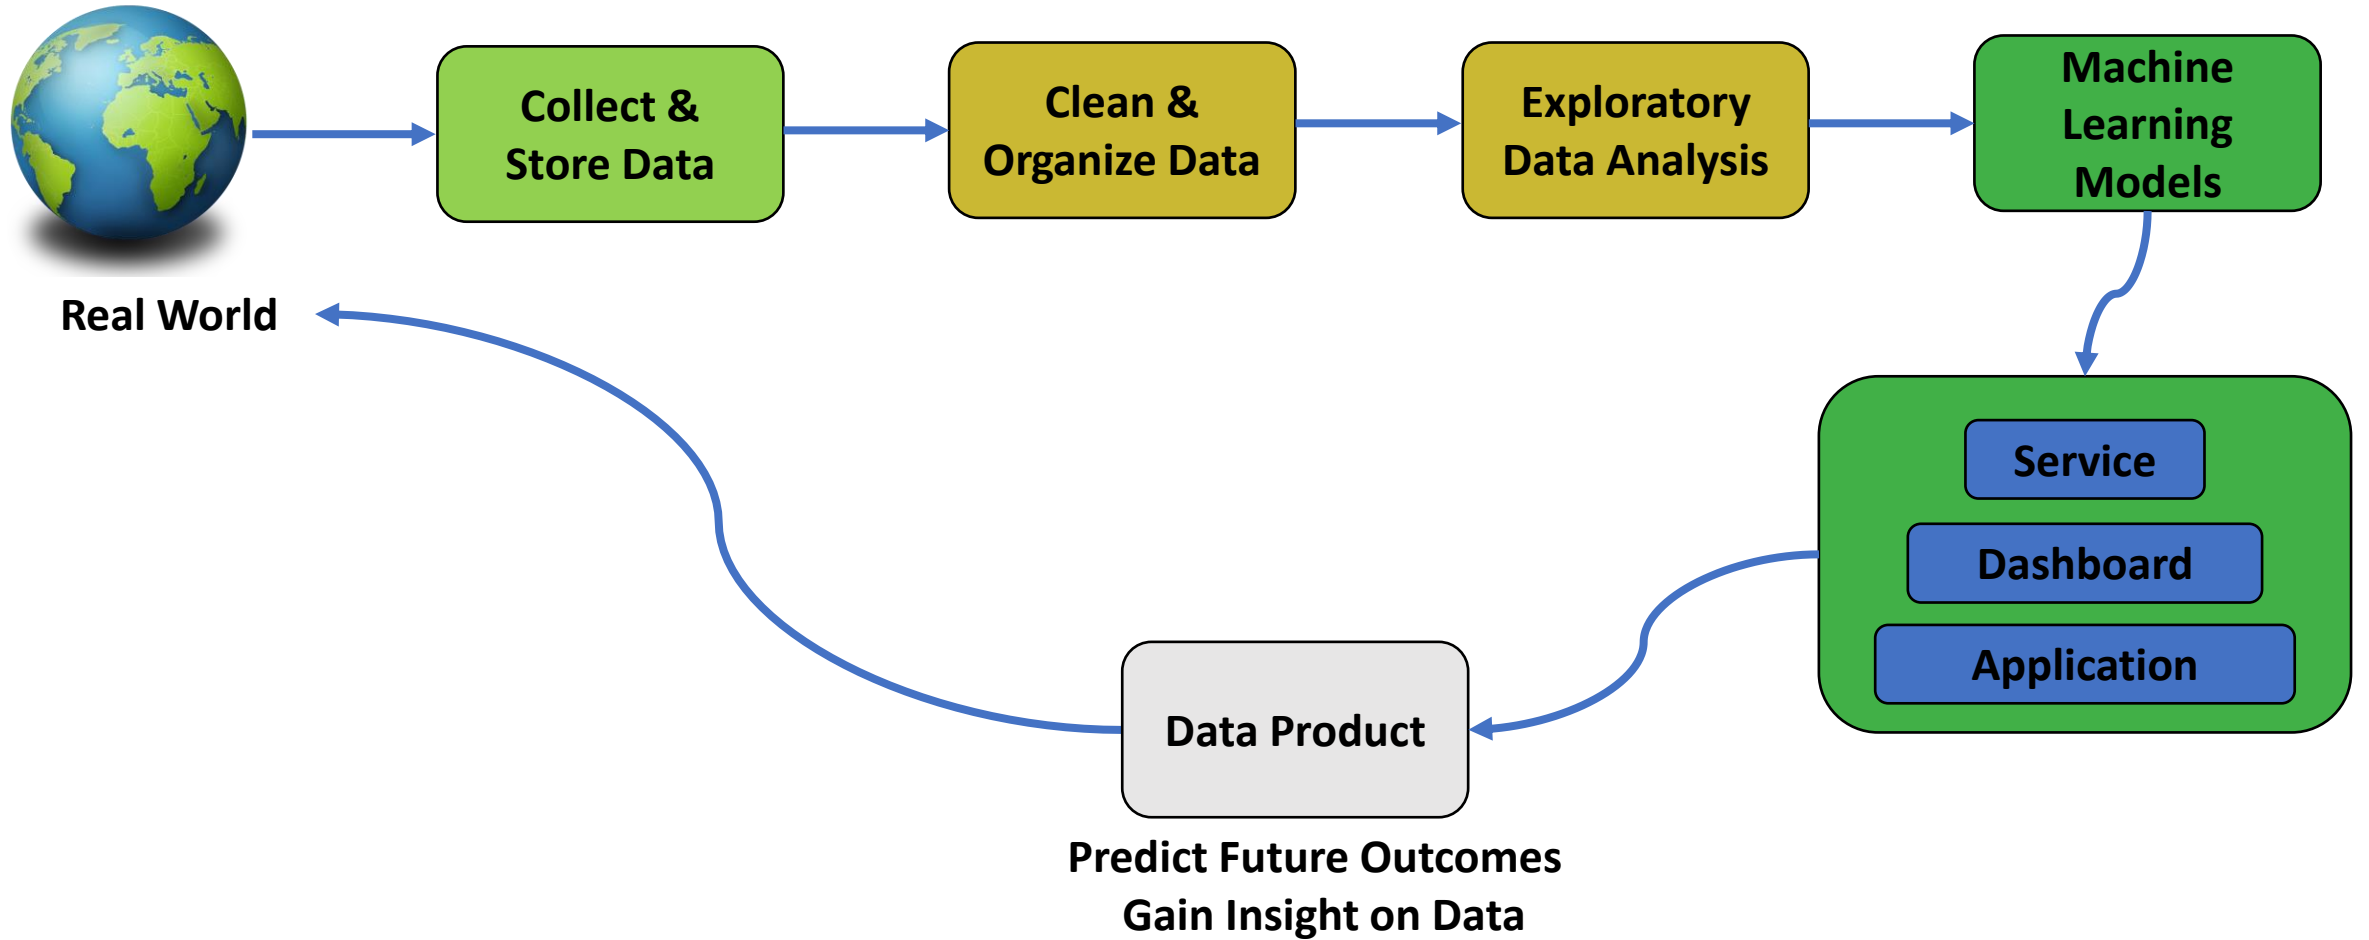 Collect &
Store Data
Clean &
Organize Data
Exploratory
Data Analysis
Machine
Learning
Models
Real World
Service
Dashboard
Application
Data Product
Predict Future Outcomes
Gain Insight on Data